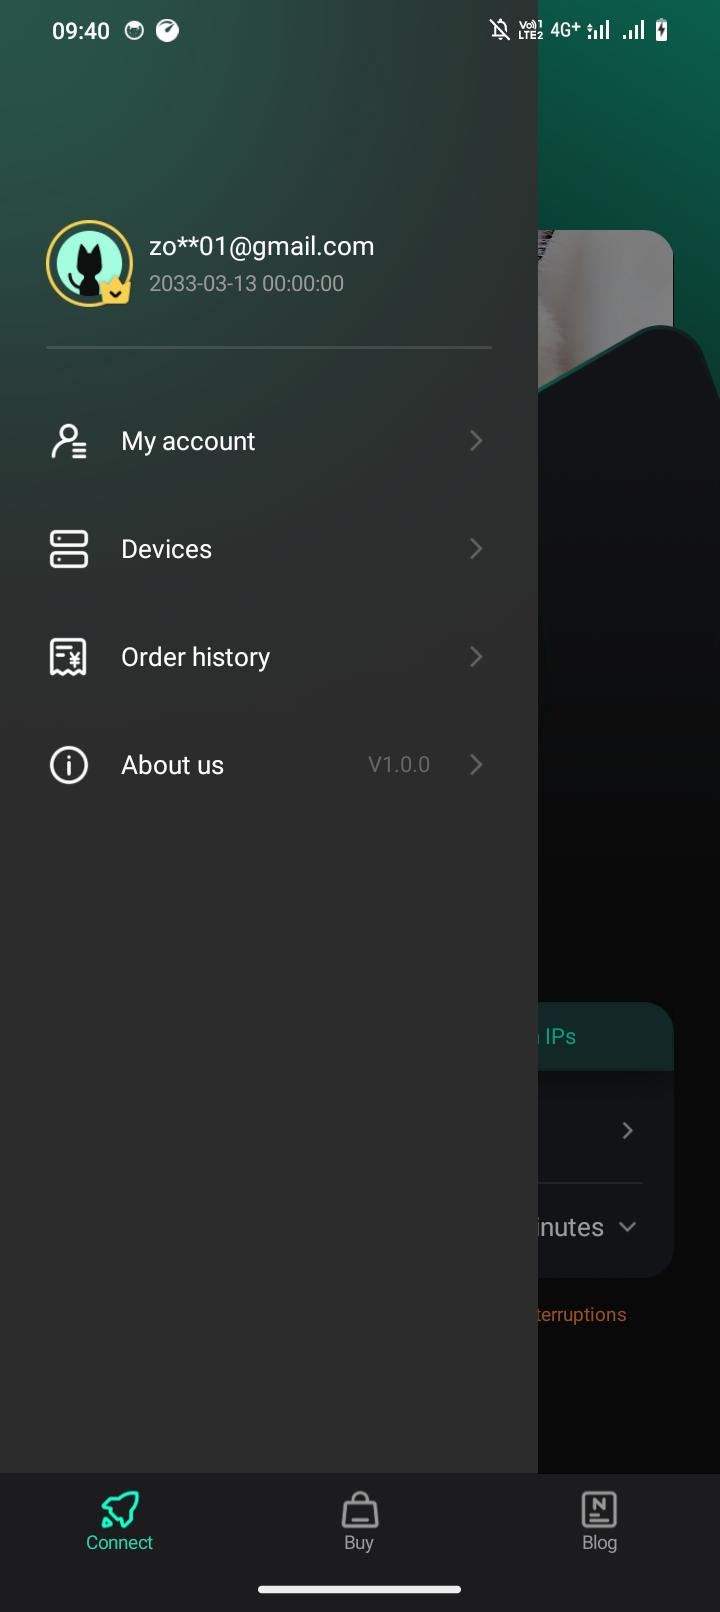 09:40
Vo) 1
LTE2
4G+
zo**01@gmail.com
2033-03-13 00:00:00
My account
Devices
Order history
About us
V1.0.0
IPs
inutes
terruptions
Connect
Buy
Blog